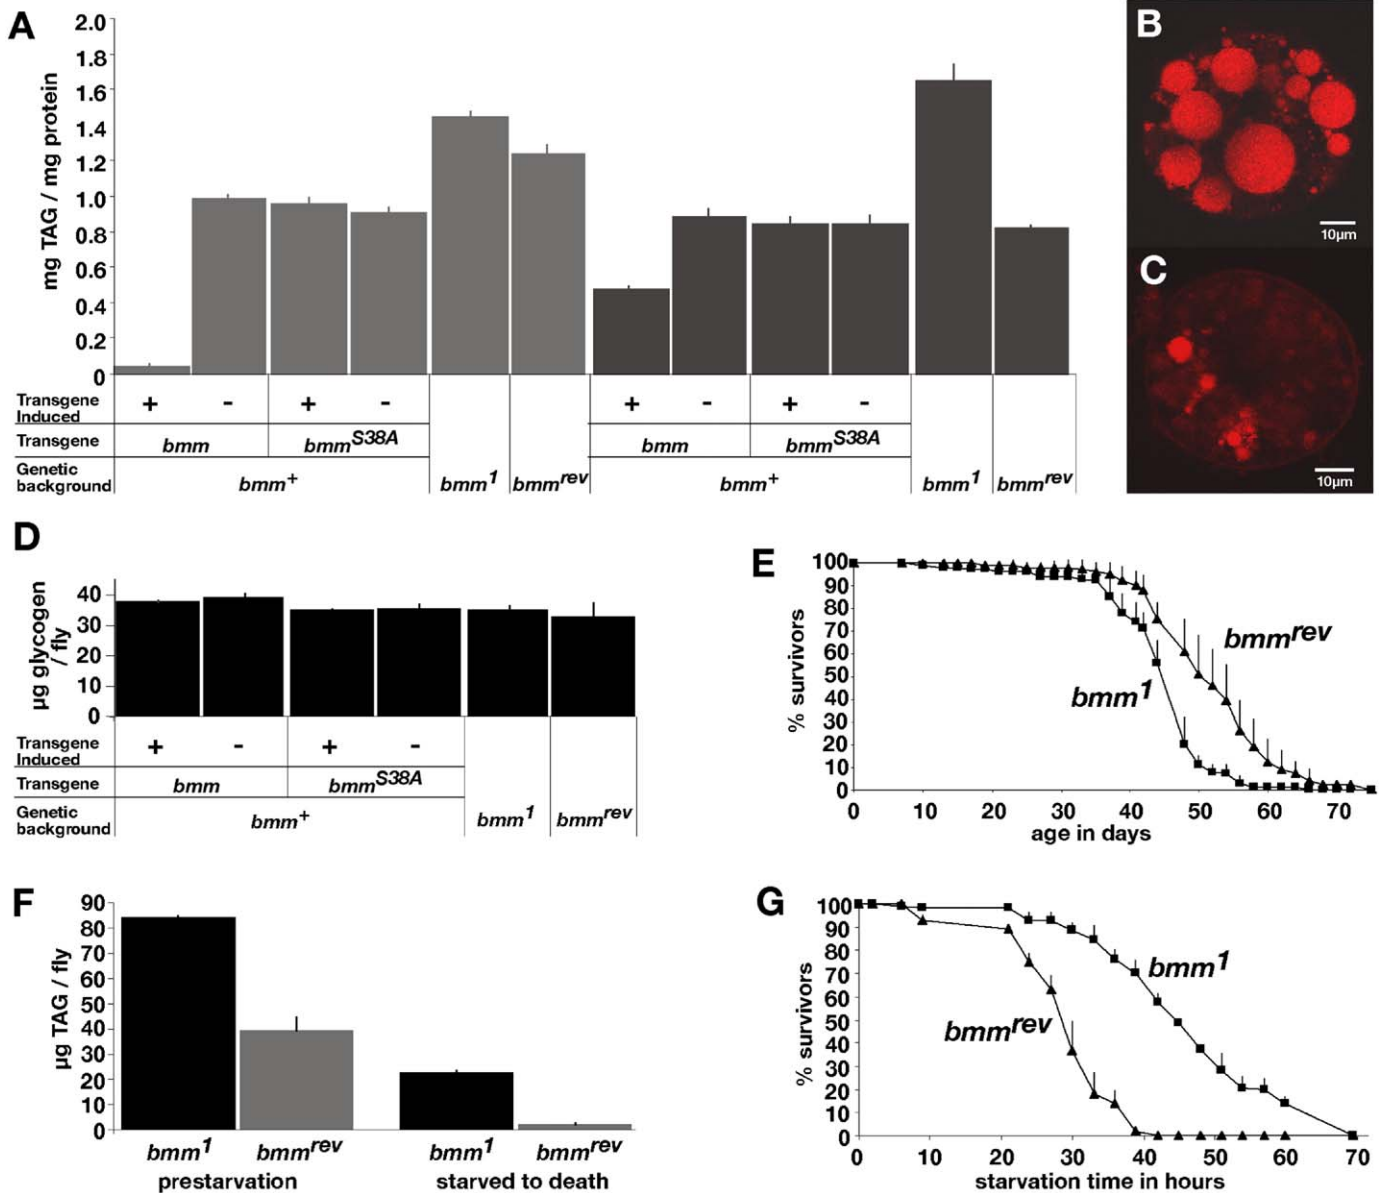 A
mg TAG / mg protein
2.0
1.8
1.6
1.4
1.2
1.0
0.8
0.6
0.4
0.2
0
Transgene Induced + - + - + - + -
Transgene bmm bmmS38A bmm bmmS38A
Genetic background bmm+ bmm1 bmmrev bmm+ bmm1 bmmrev
B
10µm
C
10µm
D
µg glycogen / fly
40
30
20
10
0
Transgene Induced + - + -
Transgene bmm bmmS38A
Genetic background bmm+ bmm1 bmmrev
E
% survivors
100
90
80
70
60
50
40
30
20
10
0
bmmrev
bmm1
0 10 20 30 40 50 60 70
age in days
F
µg TAG / fly
90
80
70
60
50
40
30
20
10
0
bmm1 bmmrev bmm1 bmmrev
prestarvation starved to death
G
% survivors
100
90
80
70
60
50
40
30
20
10
0
bmm1
bmmrev
0 10 20 30 40 50 60 70
starvation time in hours